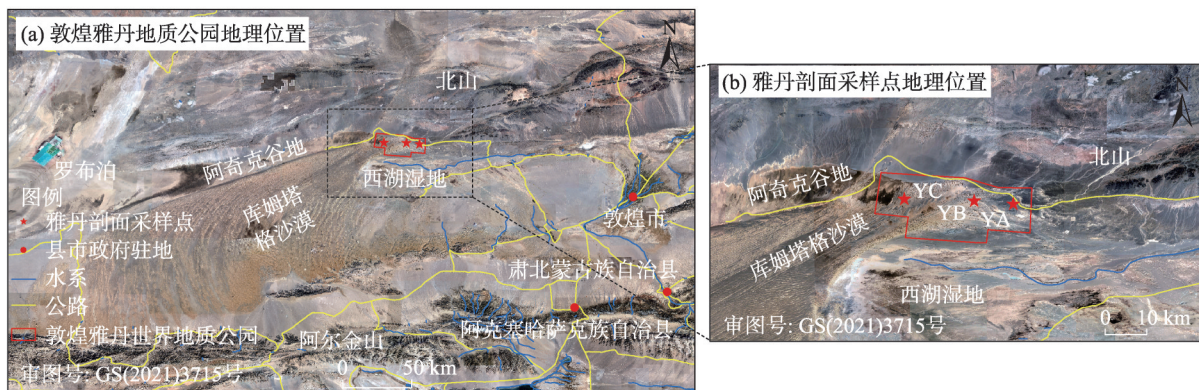 (a) 敦煌雅丹地质公园地理位置
N
北山
罗布泊
阿奇克谷地
西湖湿地
图例
雅丹剖面采样点
库姆塔
格沙漠
敦煌市
县市政府驻地
水系
肃北蒙古族自治县
公路
敦煌雅丹世界地质公园
阿克塞哈萨克族自治县
阿尔金山
审图号: GS(2021)3715号
0 50 km
(b) 雅丹剖面采样点地理位置
N
北山
阿奇克谷地
YC
YB
YA
库姆塔格沙漠
西湖湿地
审图号: GS(2021)3715号
0 10 km